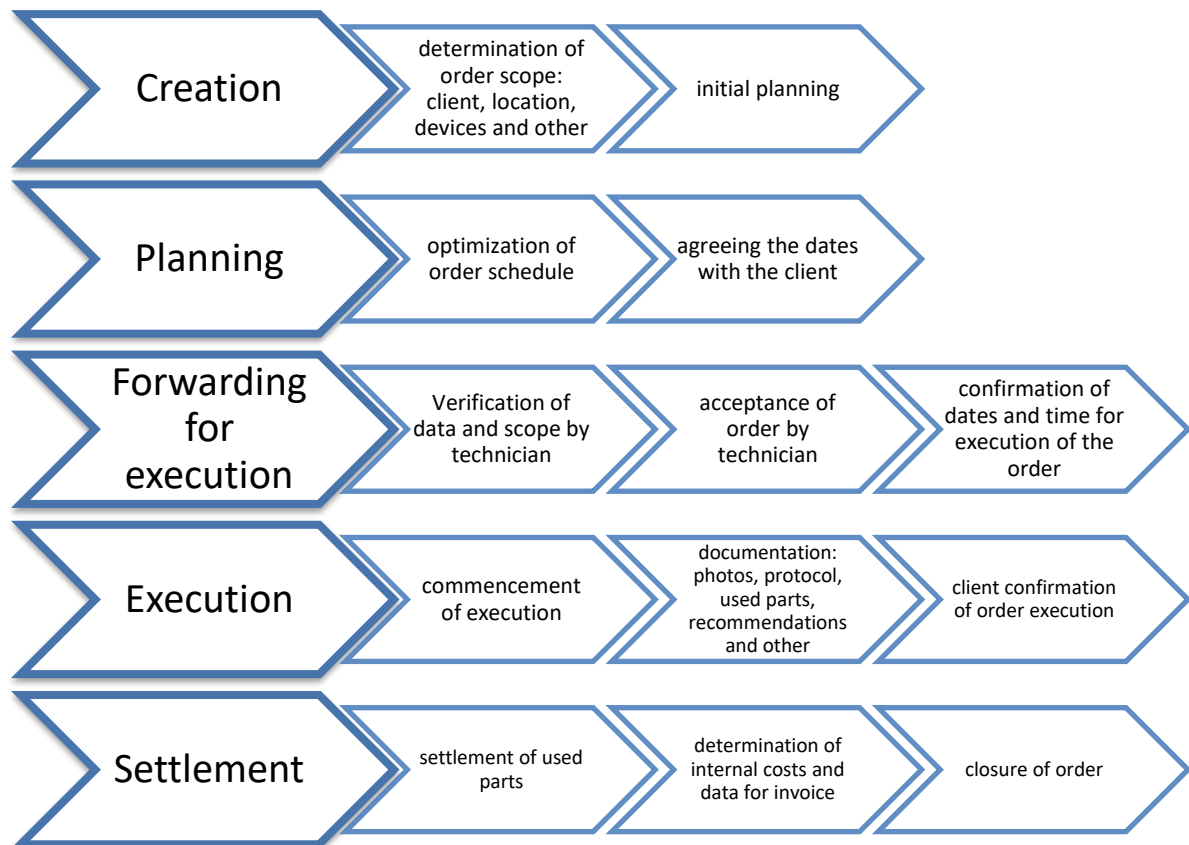 Creation
determination of
order scope:
client, location,
devices and other
initial planning
Planning
optimization of
order schedule
agreeing the dates
with the client
Forwarding
for
execution
Verification of
data and scope by
technician
acceptance of
order by
technician
confirmation of
dates and time for
execution of the
order
Execution
commencement
of execution
documentation:
photos, protocol,
used parts,
recommendations
and other
client confirmation
of order execution
Settlement
settlement of used
parts
determination of
internal costs and
data for invoice
closure of order